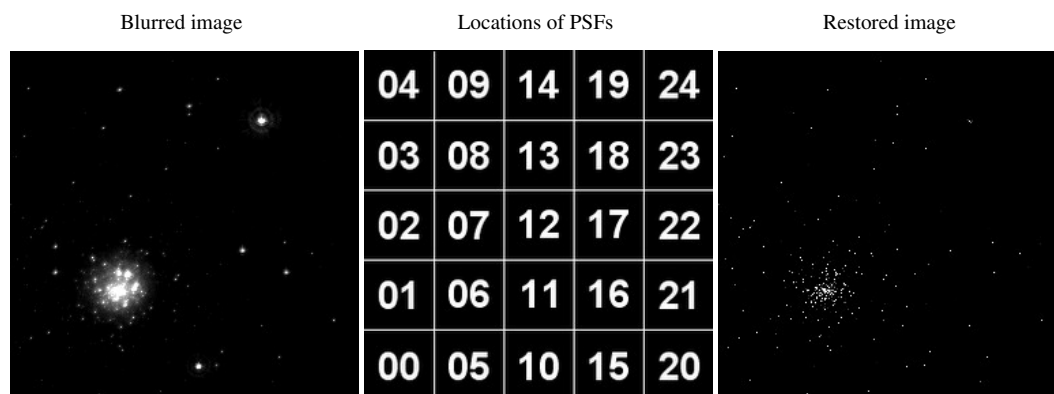 Blurred image Locations of PSFs Restored image
04 09 14 19 24
03 08 13 18 23
02 07 12 17 22
01 06 11 16 21
00 05 10 15 20